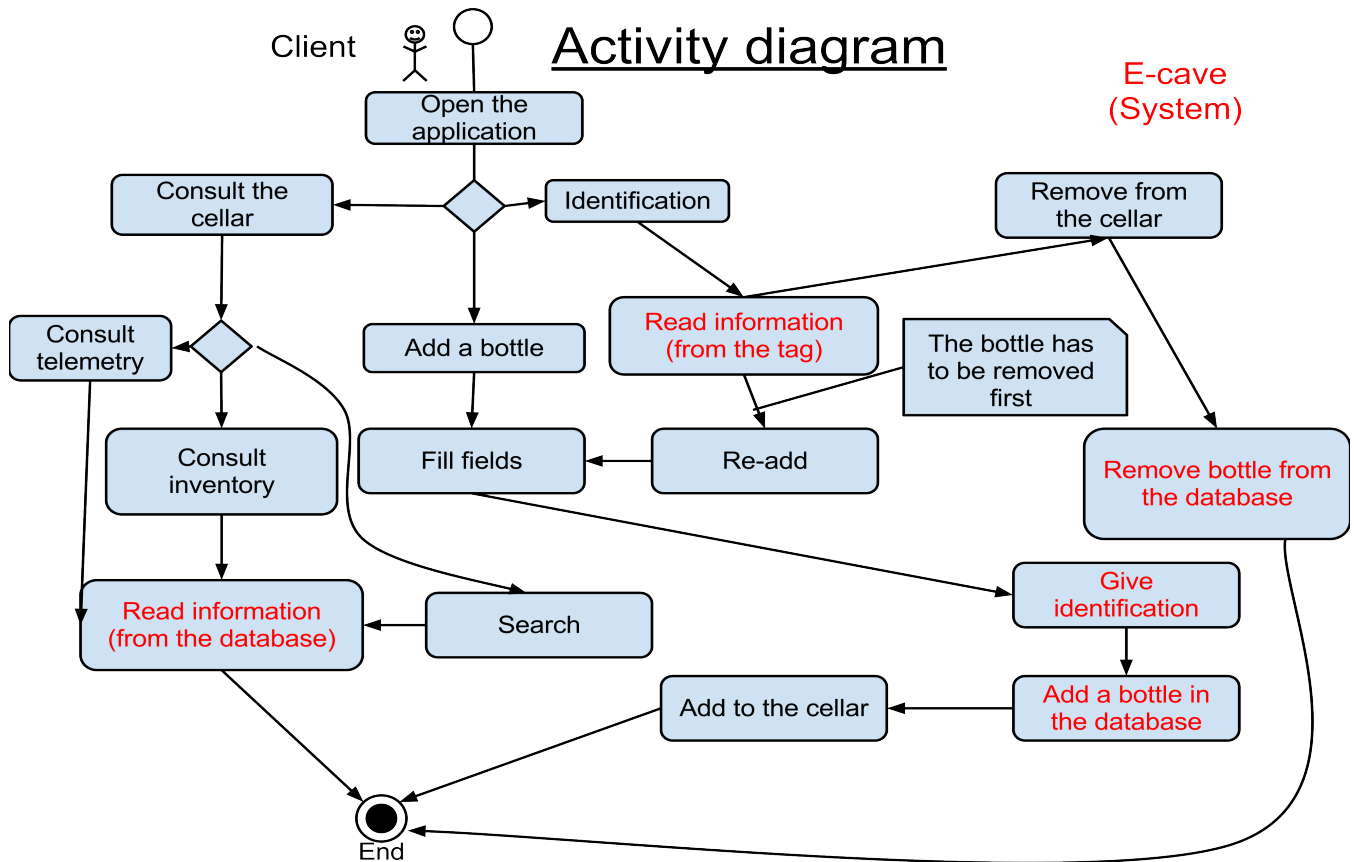 Client
Activity diagram
E-cave
(System)
Open the
application
Consult the
cellar
Identification
Remove from
the cellar
Consult
telemetry
Add a bottle
Read information
(from the tag)
The bottle has
to be removed
first
Consult
inventory
Fill fields
Re-add
Remove bottle from
the database
Read information
(from the database)
Search
Give
identification
Add to the cellar
Add a bottle in
the database
End